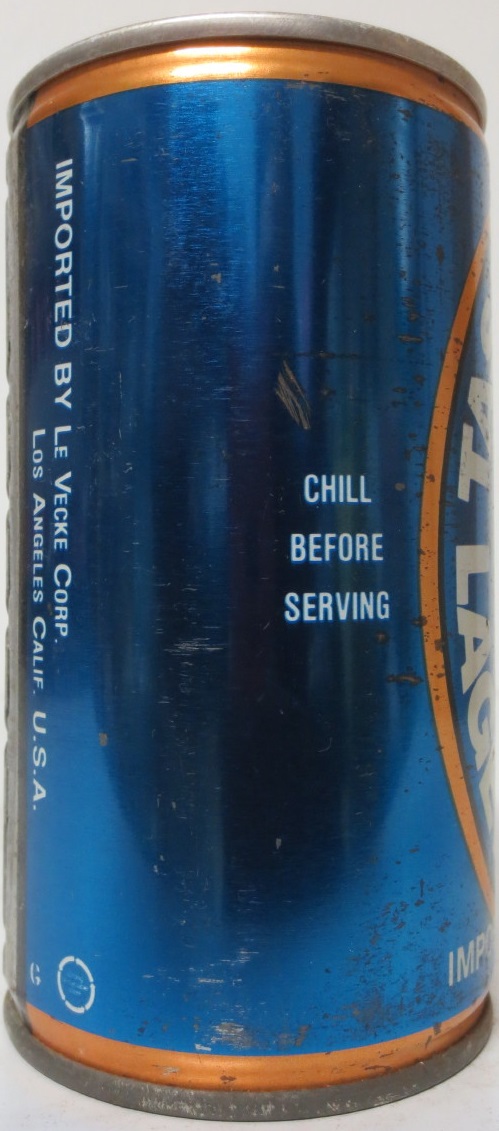 IMPORTED BY LE VECKE CORP.
LOS ANGELES CALIF. U.S.A.
CHILL
BEFORE
SERVING